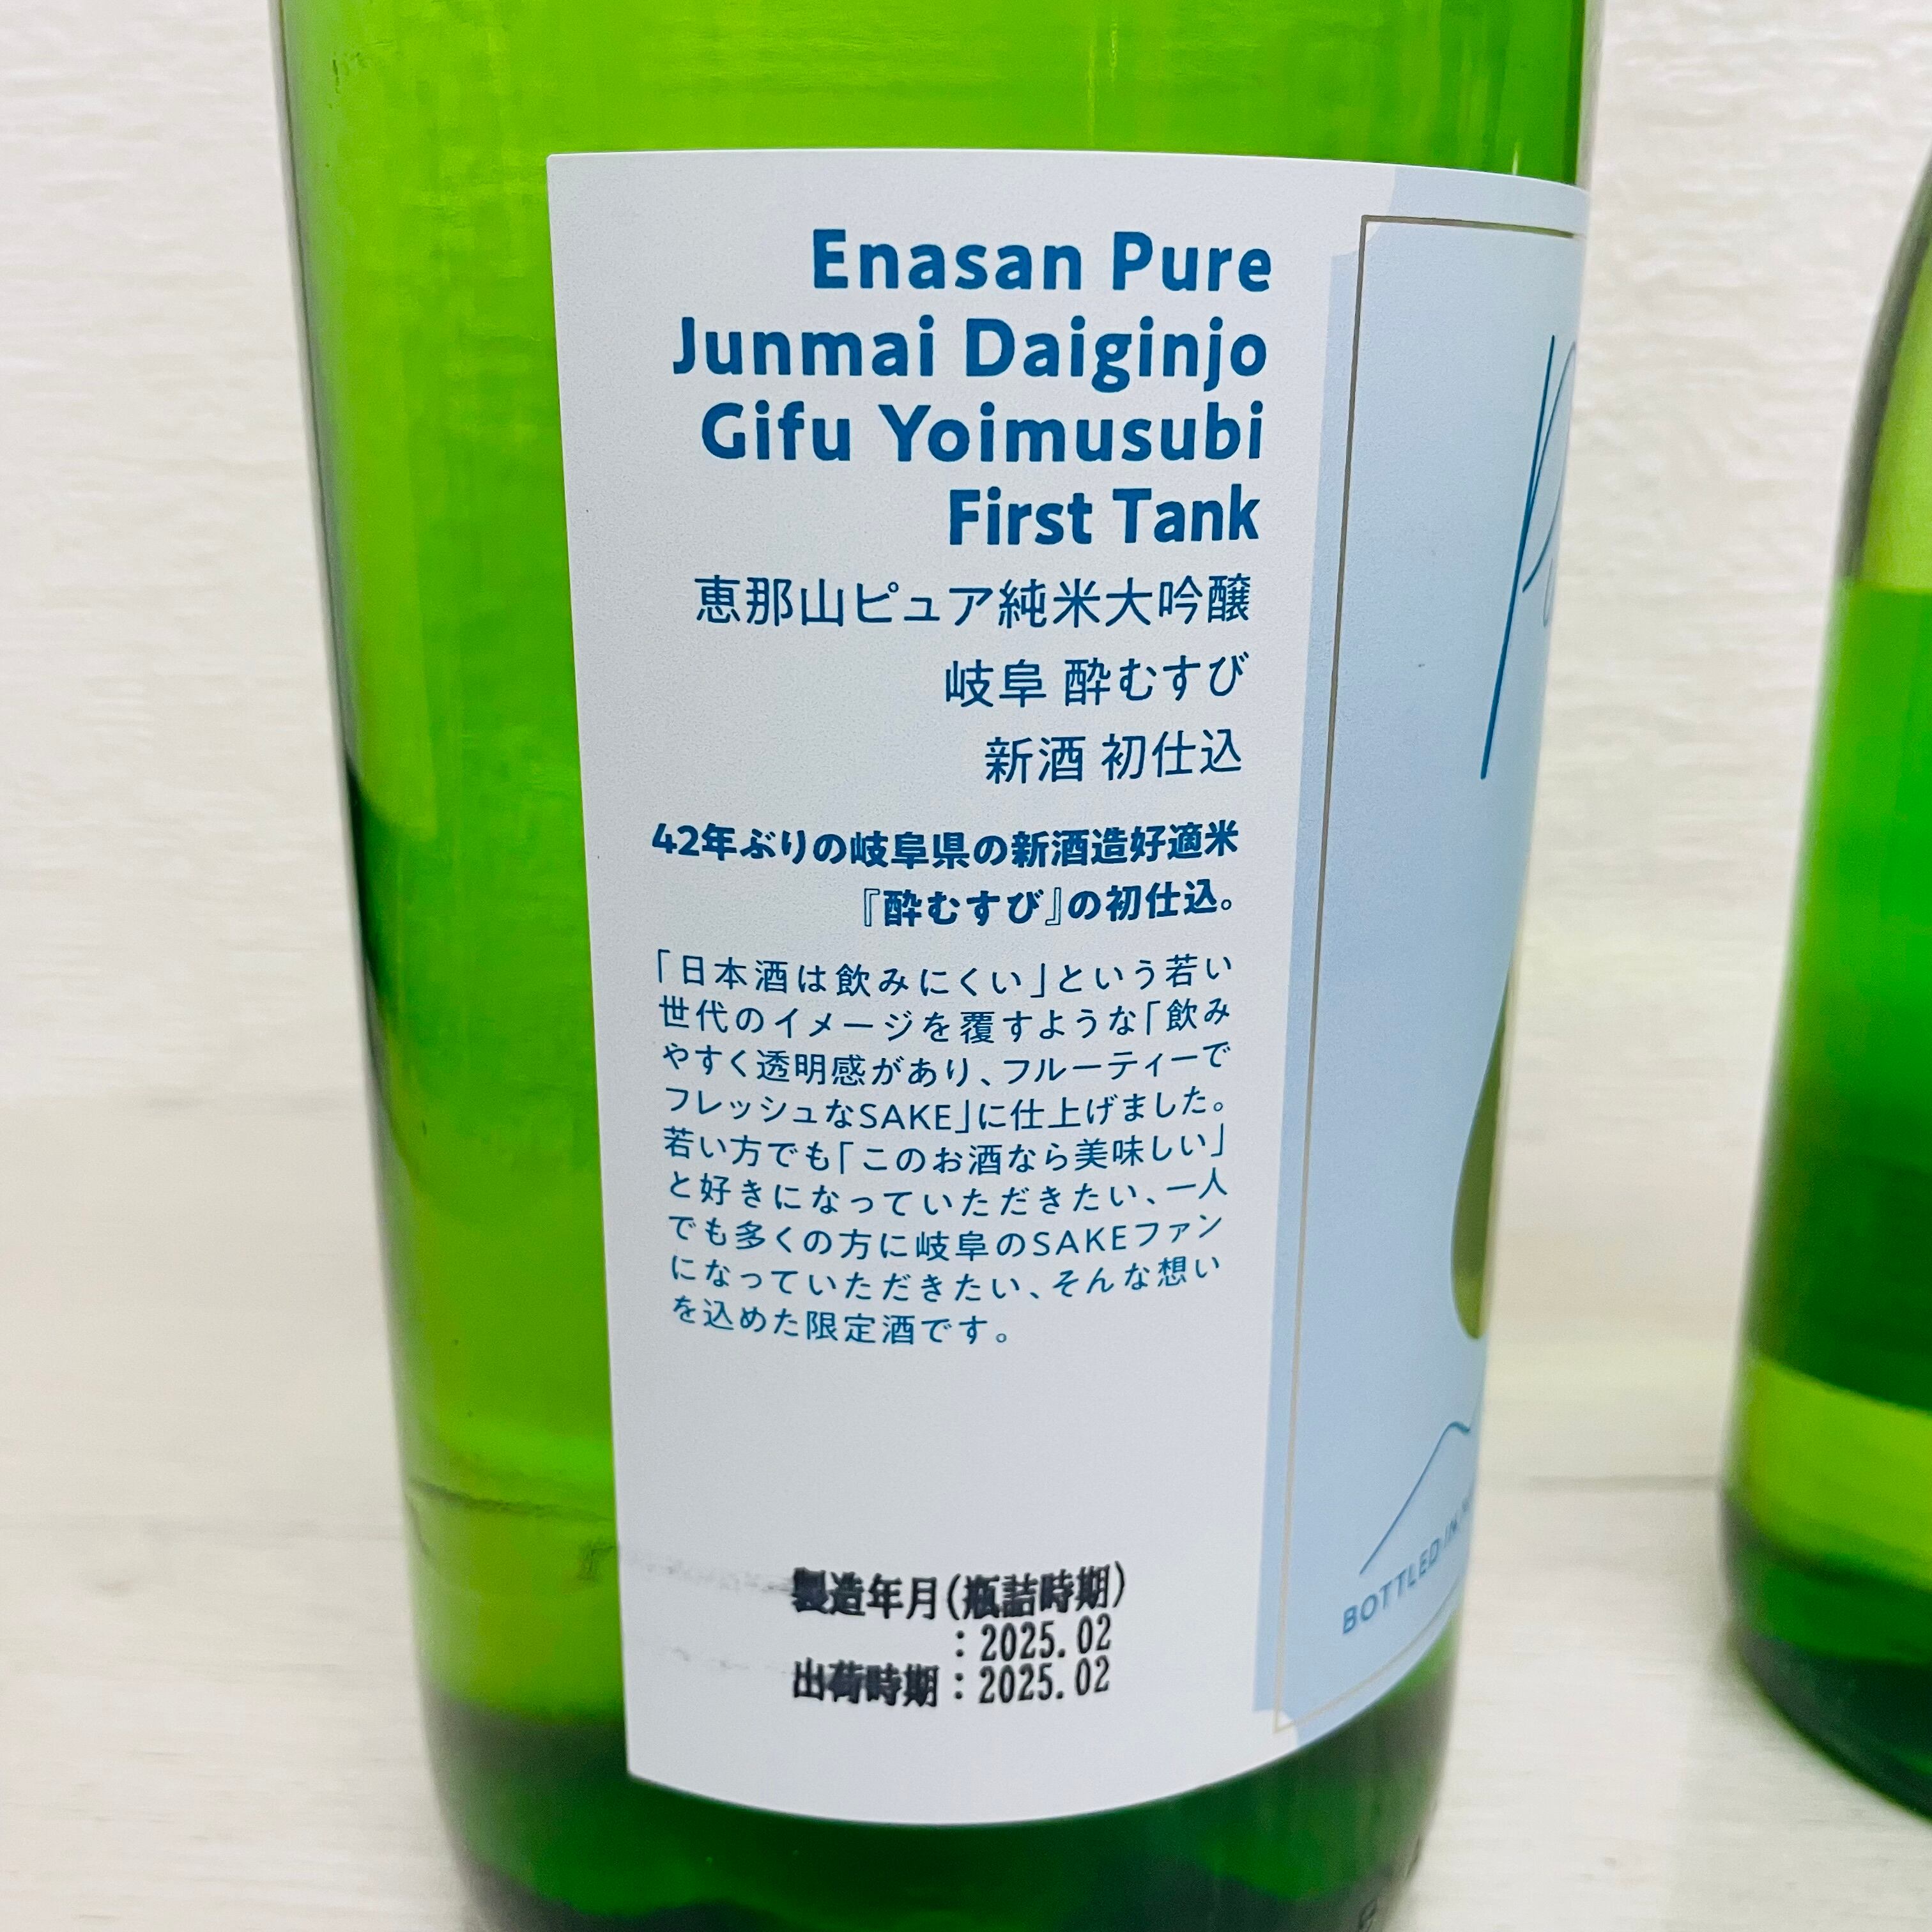 Enasan Pure
Junmai Daiginjo
Gifu Yoimusubi
First Tank
恵那山ピュア純米大吟醸
岐阜 酔むすび
新酒 初仕込
42年ぶりの岐阜県の新酒造好適米
『酔むすび』の初仕込。
「日本酒は飲みにくい」という若い
世代のイメージを覆すような「飲み
やすく透明感があり、フルーティーで
フレッシュなSAKE」に仕上げました。
若い方でも「このお酒なら美味しい」
と好きになっていただきたい、一人
でも多くの方に岐阜のSAKEファン
になっていただきたい、そんな想い
を込めた限定酒です。
製造年月(瓶詰時期)
:2025.02
出荷時期:2025.02
BOTTLED IN